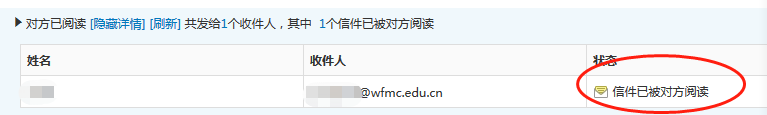 ▶ 对方已阅读 [隐藏详情] [刷新] 共发给1个收件人，其中 1个信件已被对方阅读
姓名 收件人 状态
@wfmc.edu.cn 信件已被对方阅读